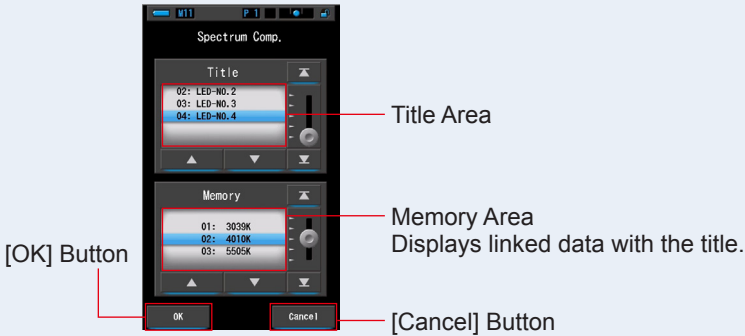 M11 P 1
Spectrum Comp.
Title
02: LED-NO.2
03: LED-NO.3
04: LED-NO.4
Title Area
Memory
01: 3039K
02: 4010K
03: 5505K
Memory Area
Displays linked data with the title.
[OK] Button
OK
Cancel
[Cancel] Button